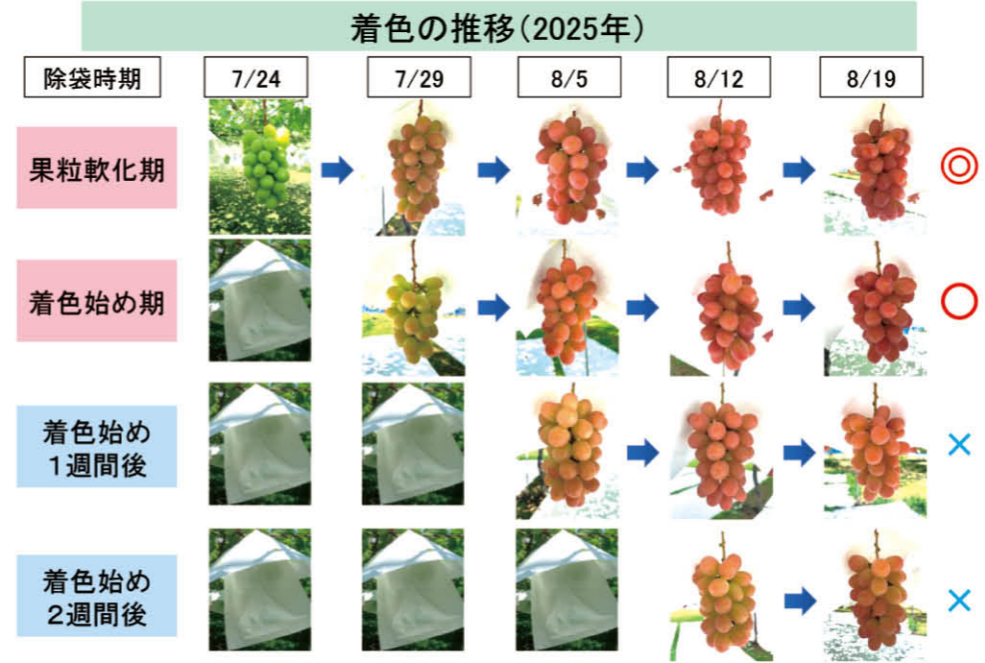 着色の推移(2025年)
除袋時期
7/24
7/29
8/5
8/12
8/19
果粒軟化期
◎
着色始め期
○
着色始め
1週間後
×
着色始め
2週間後
×